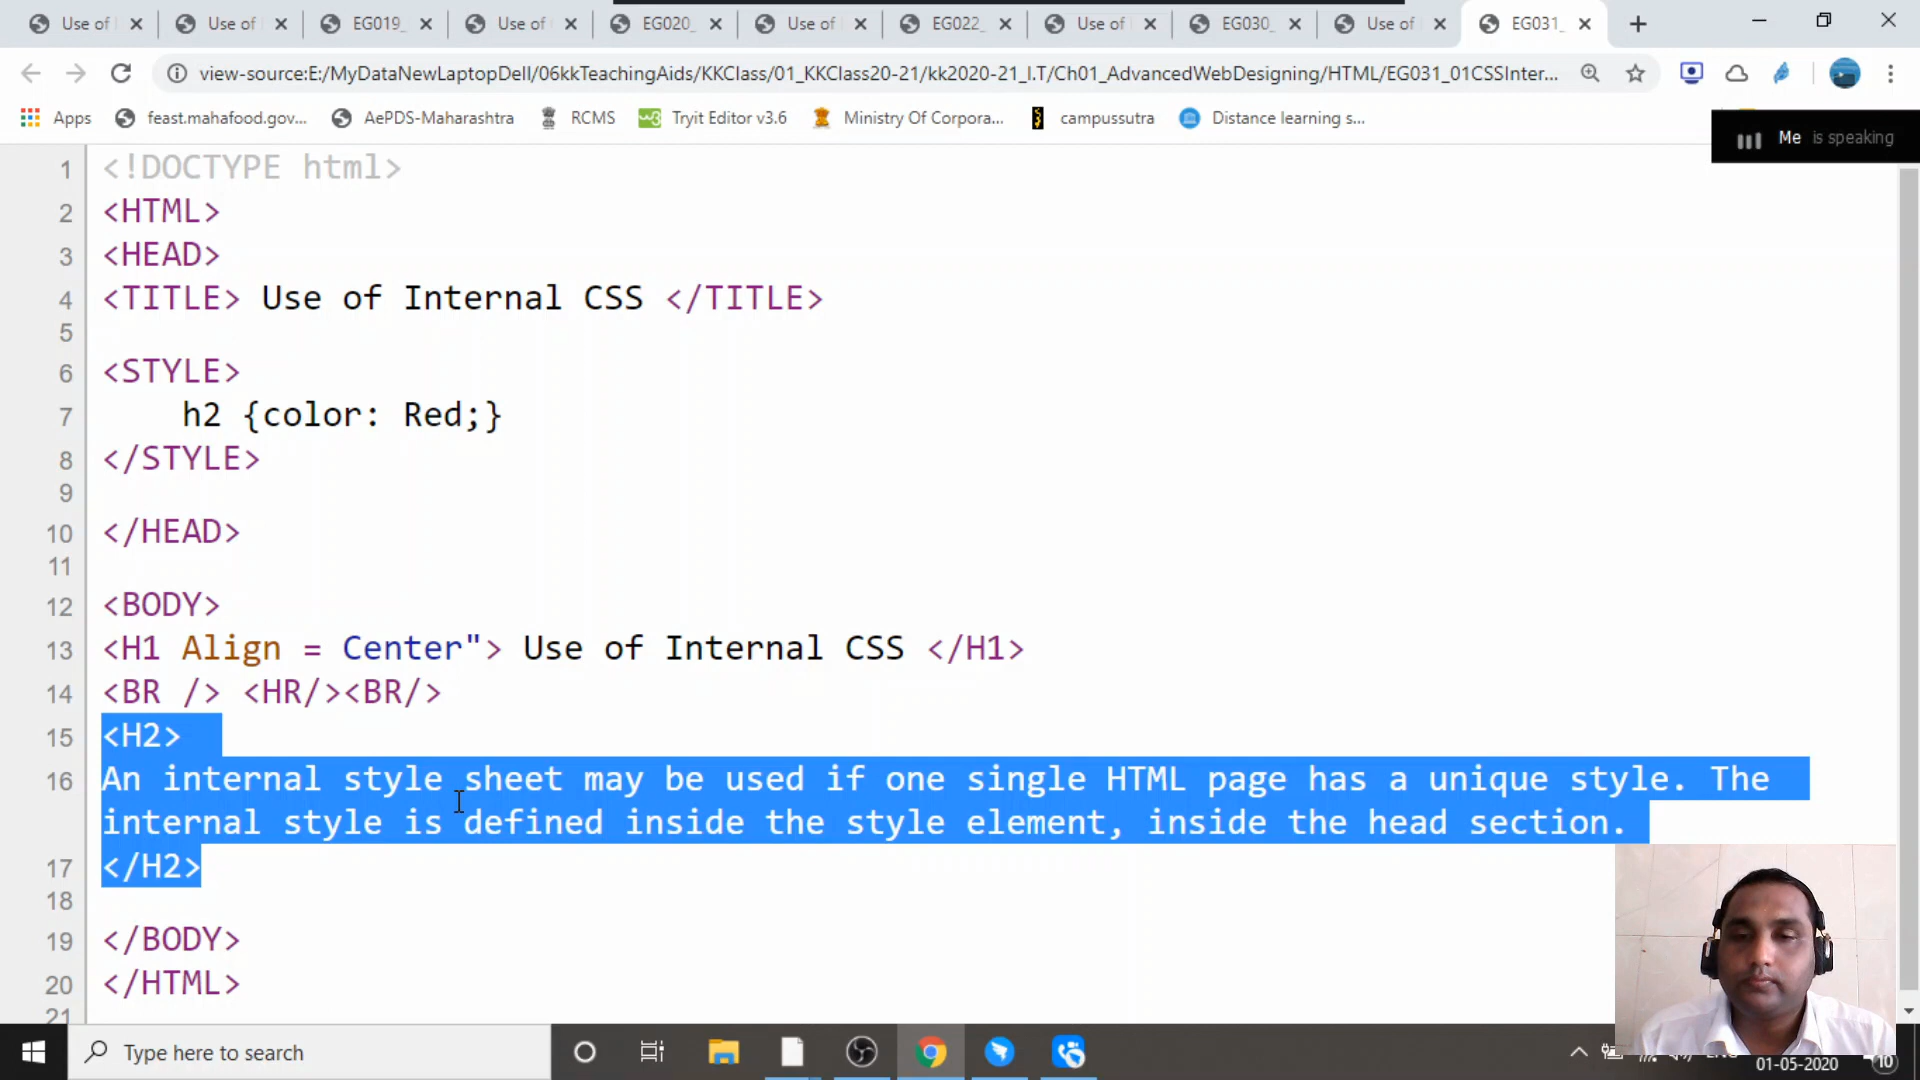 Use of
Use of
EG019_
Use of
EG020_
Use of
EG022_
Use of
EG030_
Use of
EG031_
view-source:E:/MyDataNewLaptopDell/06kkTeachingAids/KKClass/01_KKClass20-21/kk2020-21_I.T/Ch01_AdvancedWebDesigning/HTML/EG031_01CSSInter...
Apps
feast.mahafood.gov...
AePDS-Maharashtra
RCMS
Tryit Editor v3.6
Ministry Of Corpora...
campussutra
Distance learning s...
Me is speaking
1 <!DOCTYPE html>
2 <HTML>
3 <HEAD>
4 <TITLE> Use of Internal CSS </TITLE>
5
6 <STYLE>
7 h2 {color: Red;}
8 </STYLE>
9
10 </HEAD>
11
12 <BODY>
13 <H1 Align = Center"> Use of Internal CSS </H1>
14 <BR /> <HR/><BR/>
15 <H2>
16 An internal style sheet may be used if one single HTML page has a unique style. The
internal style is defined inside the style element, inside the head section.
17 </H2>
18
19 </BODY>
20 </HTML>
21
Type here to search
01-05-2020
10